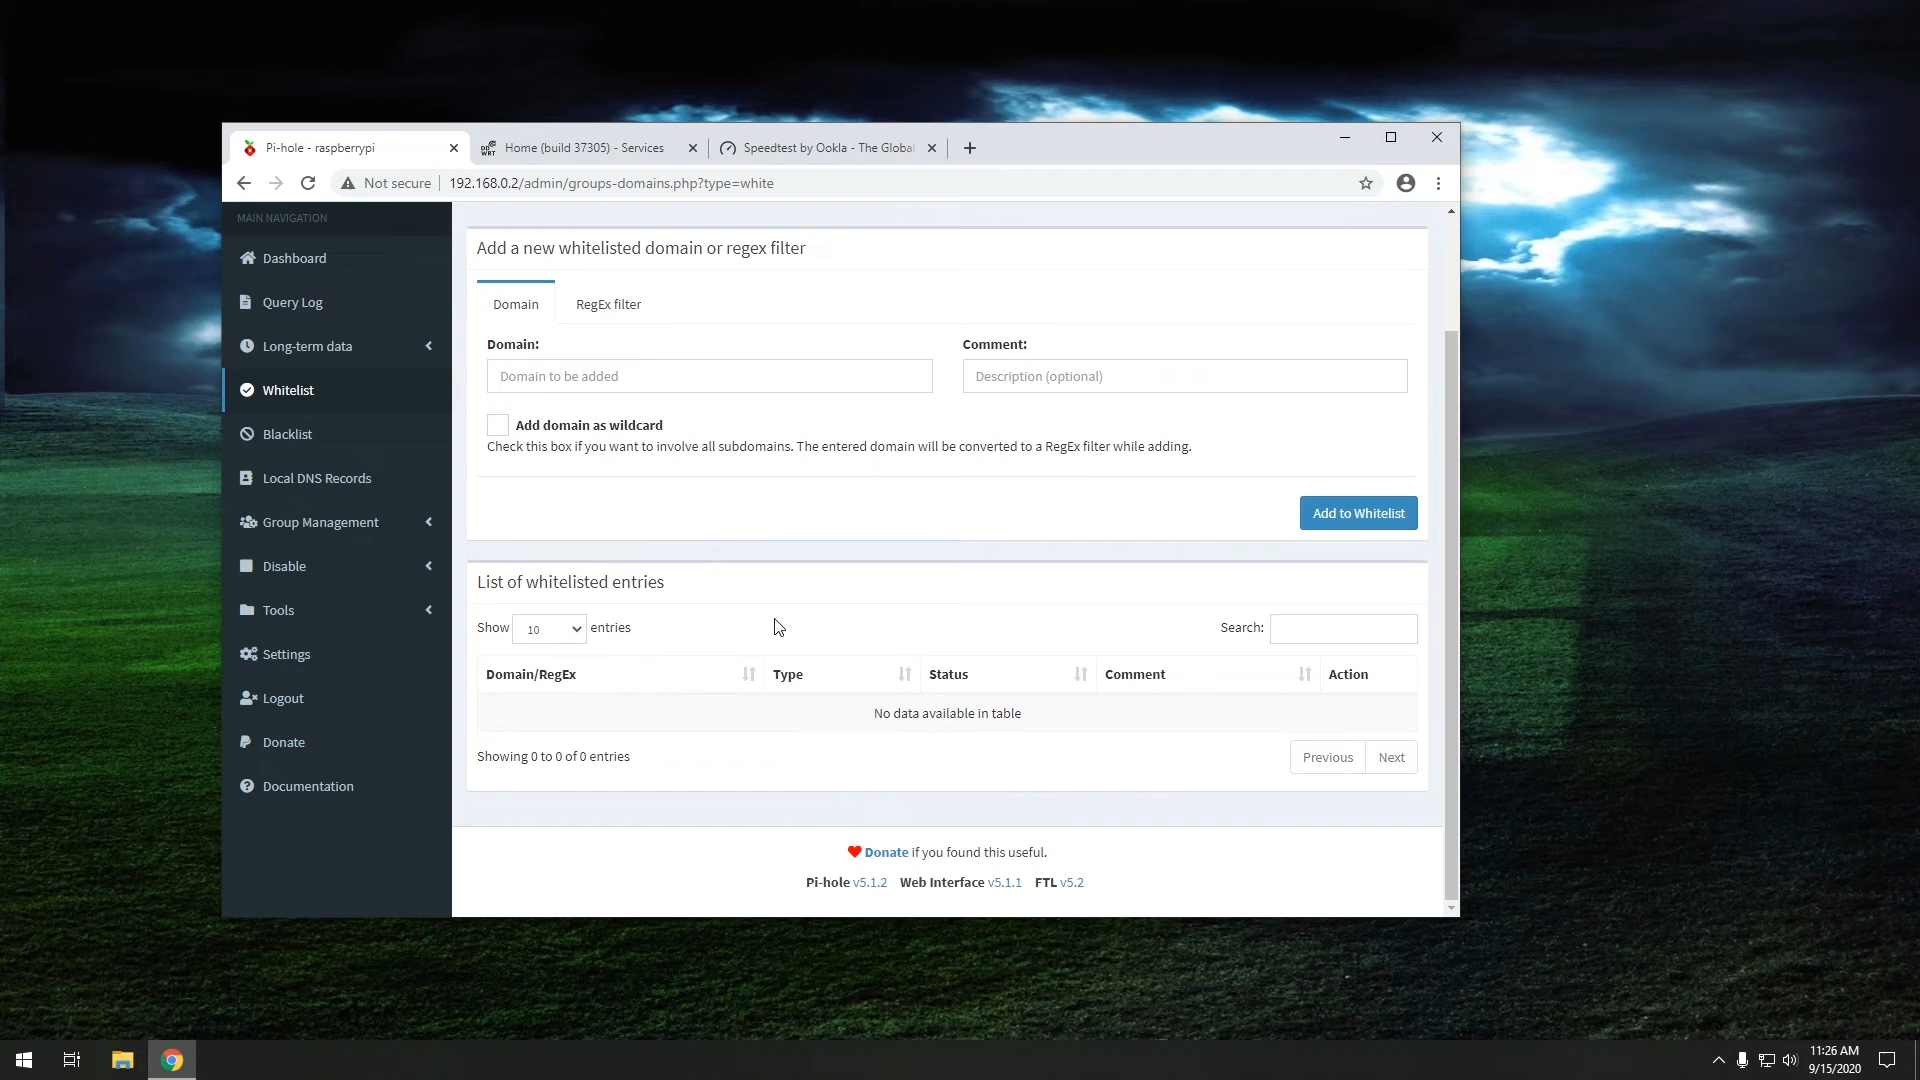 Pi-hole - raspberrypi
Home (build 37305) - Services
Speedtest by Ookla - The Global
Not secure
192.168.0.2/admin/groups-domains.php?type=white
MAIN NAVIGATION
Dashboard
Query Log
Long-term data
Whitelist
Blacklist
Local DNS Records
Group Management
Disable
Tools
Settings
Logout
Donate
Documentation
Add a new whitelisted domain or regex filter
Domain RegEx filter
Domain: Comment:
Domain to be added Description (optional)
Add domain as wildcard
Check this box if you want to involve all subdomains. The entered domain will be converted to a RegEx filter while adding.
Add to Whitelist
List of whitelisted entries
Show 10 entries Search:
Domain/RegEx Type Status Comment Action
No data available in table
Showing 0 to 0 of 0 entries Previous Next
Donate if you found this useful.
Pi-hole v5.1.2 Web Interface v5.1.1 FTL v5.2
11:26 AM
9/15/2020